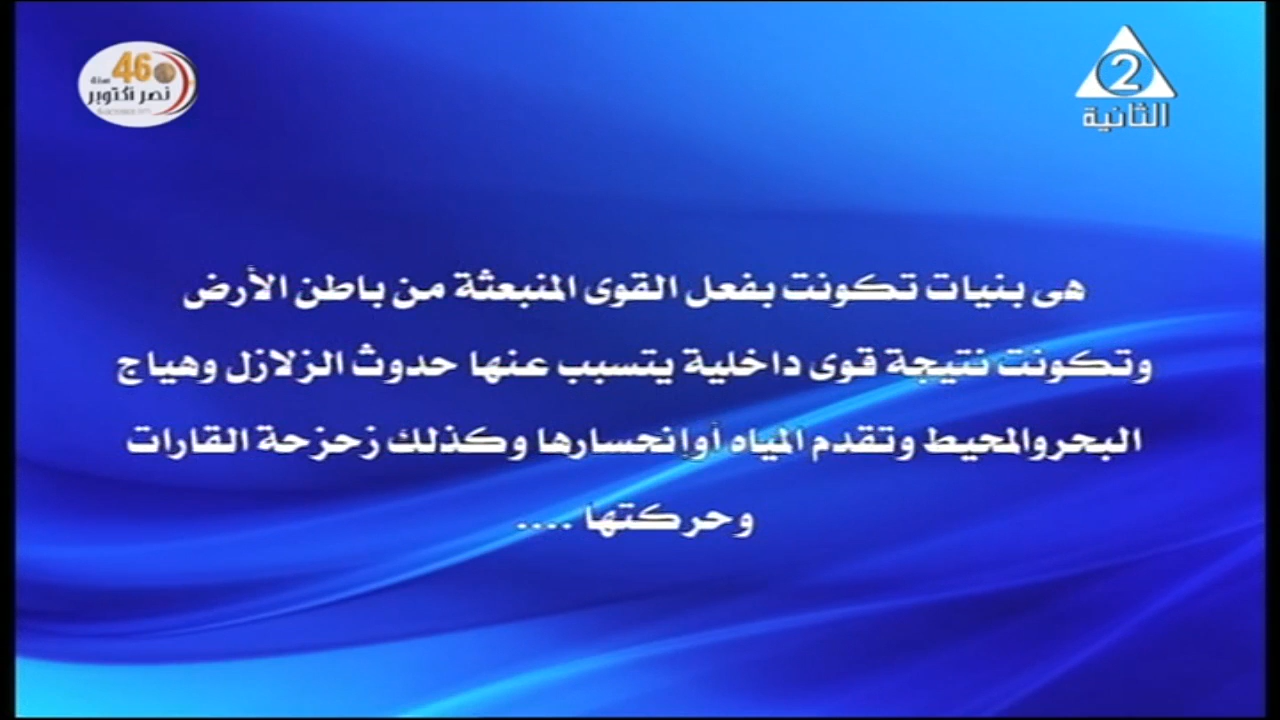 46
سنة
نصر أكتوبر
2
الثانية
هى بنيات تكونت بفعل القوى المنبعثة من باطن الأرض
وتكونت نتيجة قوى داخلية يتسبب عنها حدوث الزلازل وهياج
البحروالمحيط وتقدم المياه أوإنحسارها وكذلك زحزحة القارات
وحركتها ....